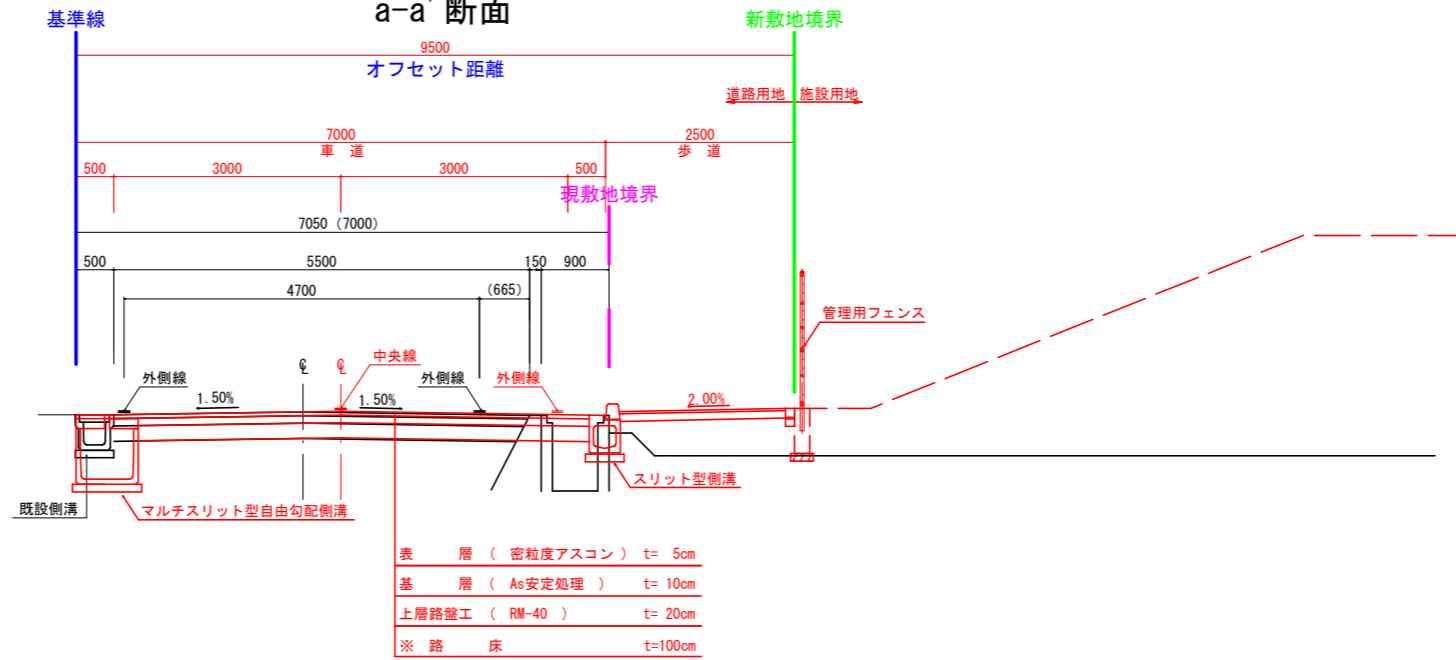 a-a' 断面
基準線
新敷地境界
9500
オフセット距離
道路用地 施設用地
7000
2500
車 道
歩 道
500 3000 3000 500
現敷地境界
7050 (7000)
500 5500 150 900
4700 (665)
管理用フェンス
℄ ℄ 中央線
外側線 外側線 外側線
1.50% 1.50% 2.00%
スリット型側溝
既設側溝 マルチスリット型自由勾配側溝
表 層 ( 密粒度アスコン ) t= 5cm
基 層 ( As安定処理 ) t= 10cm
上層路盤工 ( RM-40 ) t= 20cm
※ 路 床 t=100cm